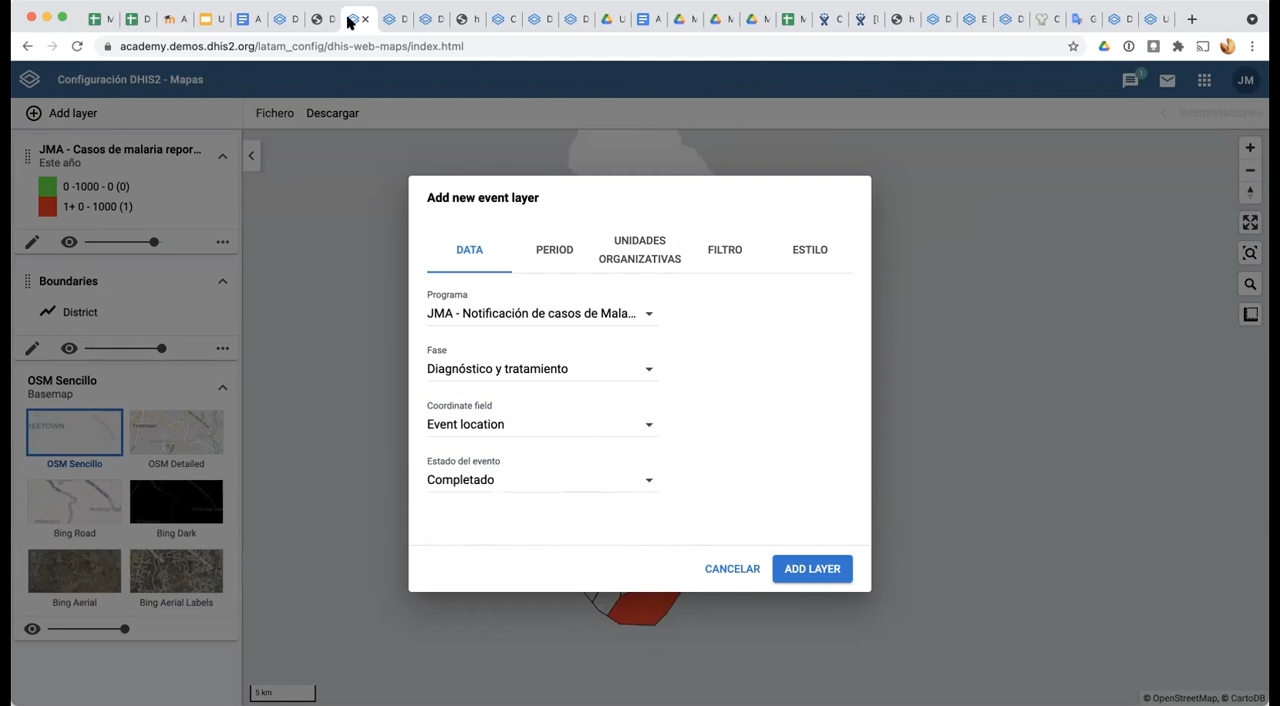 academy.demos.dhis2.org/latam_config/dhis-web-maps/index.html
Configuración DHIS2 - Mapas
1
JM
Add layer
Fichero
Descargar
Interpretaciones
JMA - Casos de malaria repor...
Este año
0 -1000 - 0 (0)
1+ 0 - 1000 (1)
Boundaries
District
OSM Sencillo
Basemap
OSM Sencillo
OSM Detailed
Bing Road
Bing Dark
Bing Aerial
Bing Aerial Labels
Add new event layer
DATA
PERIOD
UNIDADES
ORGANIZATIVAS
FILTRO
ESTILO
Programa
JMA - Notificación de casos de Mala...
Fase
Diagnóstico y tratamiento
Coordinate field
Event location
Estado del evento
Completado
CANCELAR
ADD LAYER
5 km
© OpenStreetMap, © CartoDB